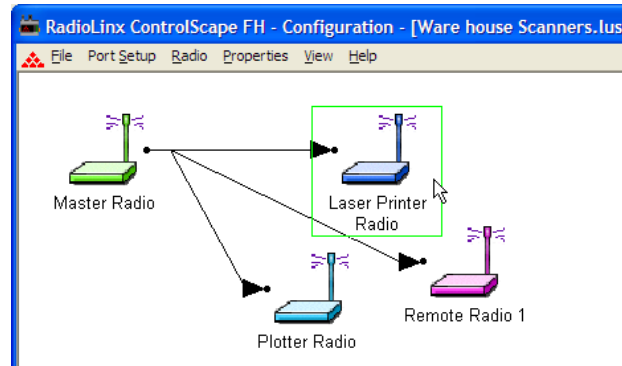 RadioLinx ControlScape FH - Configuration - [Ware house Scanners.lus
File Port Setup Radio Properties View Help
Master Radio
Laser Printer
Radio
Remote Radio 1
Plotter Radio